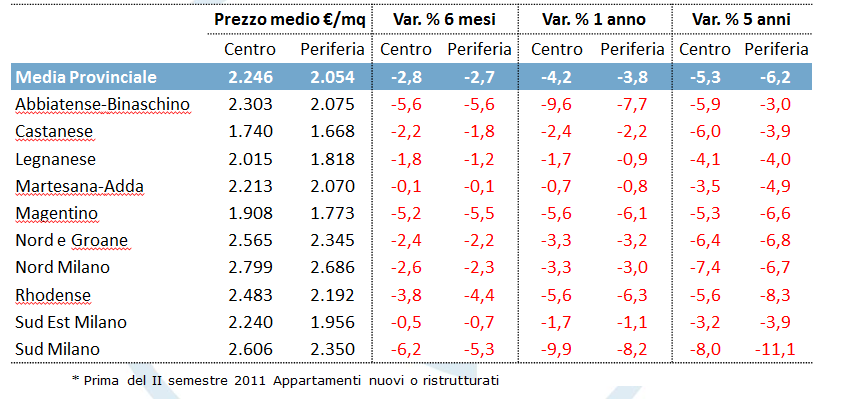 Prezzo medio €/mq Var. % 6 mesi Var. % 1 anno Var. % 5 anni
Centro Periferia Centro Periferia Centro Periferia Centro Periferia
Media Provinciale 2.246 2.054 -2,8 -2,7 -4,2 -3,8 -5,3 -6,2
Abbiatense-Binaschino 2.303 2.075 -5,6 -5,6 -9,6 -7,7 -5,9 -3,0
Castanese 1.740 1.668 -2,2 -1,8 -2,4 -2,2 -6,0 -3,9
Legnanese 2.015 1.818 -1,8 -1,2 -1,7 -0,9 -4,1 -4,0
Martesana-Adda 2.213 2.070 -0,1 -0,1 -0,7 -0,8 -3,5 -4,9
Magentino 1.908 1.773 -5,2 -5,5 -5,6 -6,1 -5,3 -6,6
Nord e Groane 2.565 2.345 -2,4 -2,2 -3,3 -3,2 -6,4 -6,8
Nord Milano 2.799 2.686 -2,6 -2,3 -3,3 -3,0 -7,4 -6,7
Rhodense 2.483 2.192 -3,8 -4,4 -5,6 -6,3 -5,6 -8,3
Sud Est Milano 2.240 1.956 -0,5 -0,7 -1,7 -1,1 -3,2 -3,9
Sud Milano 2.606 2.350 -6,2 -5,3 -9,9 -8,2 -8,0 -11,1
* Prima del II semestre 2011 Appartamenti nuovi o ristrutturati